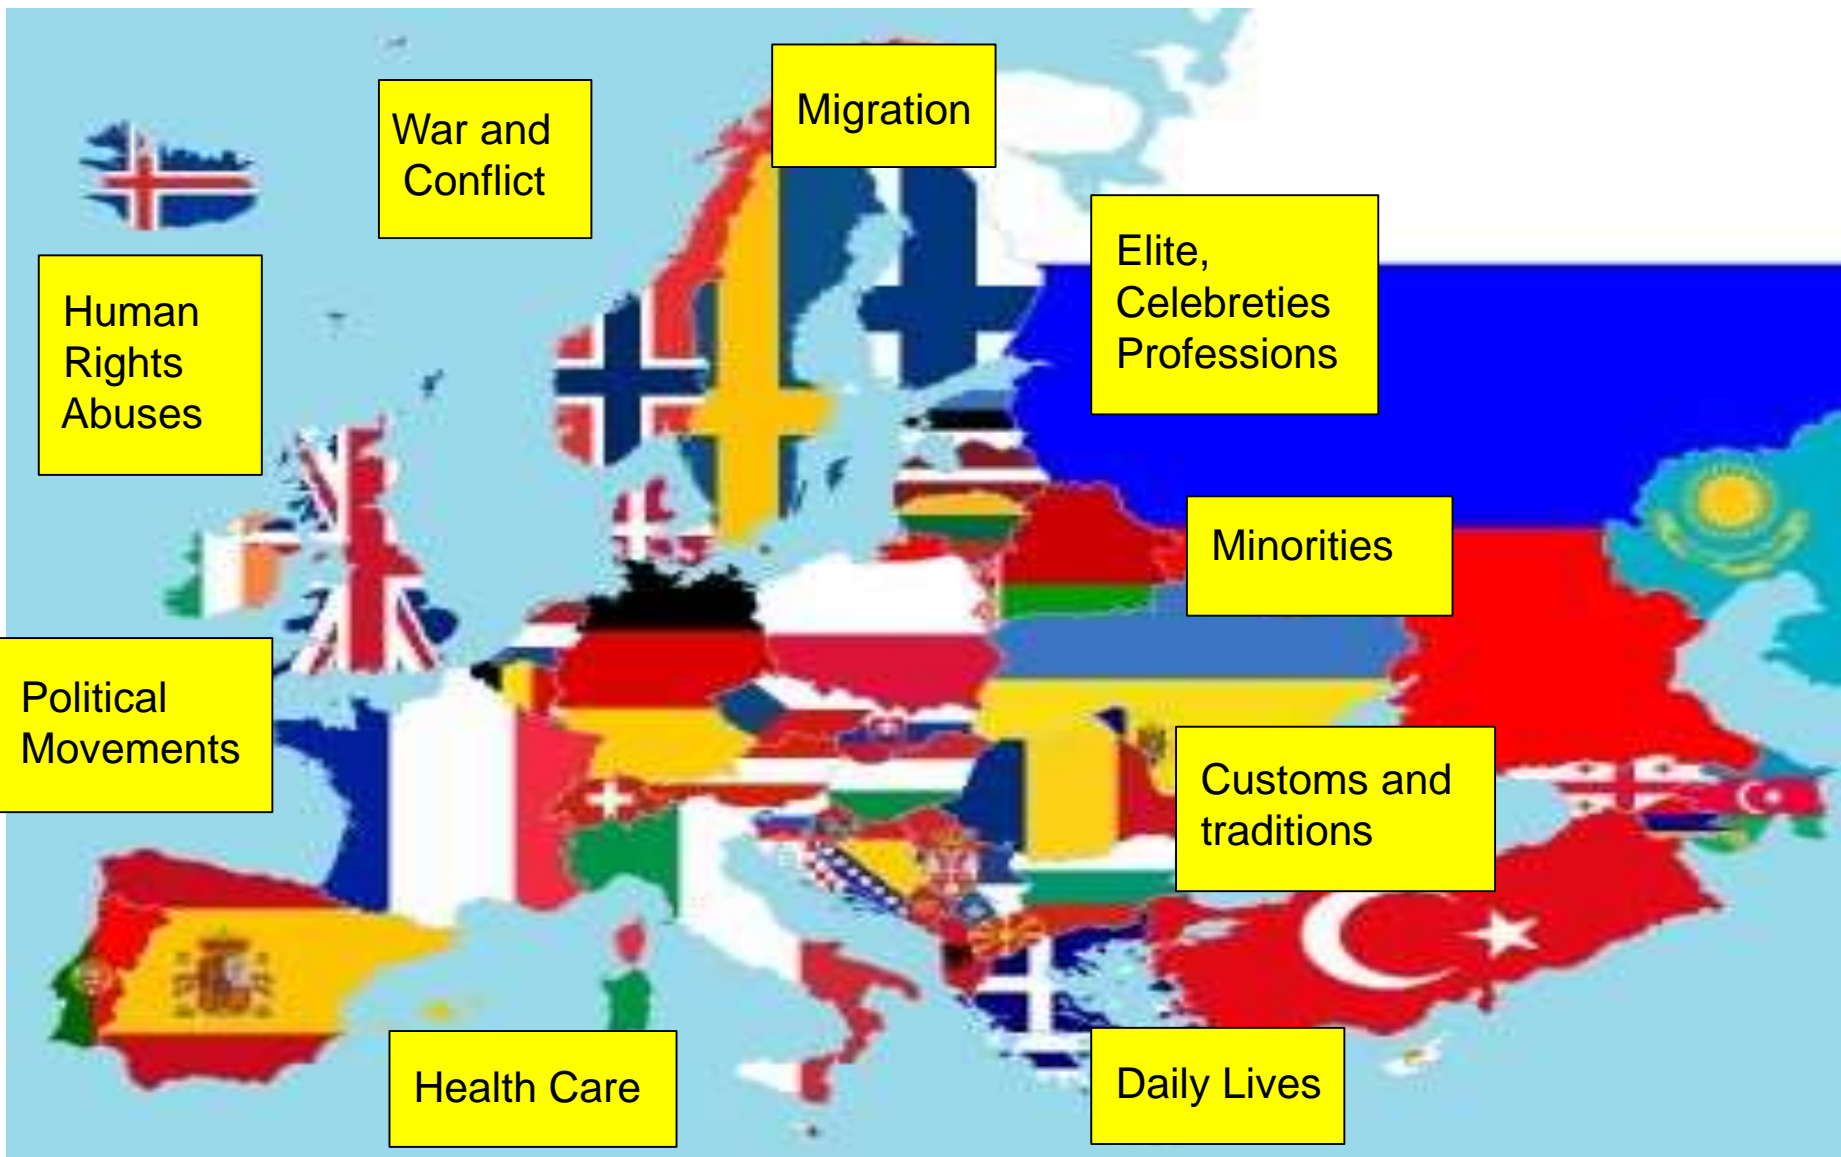 Migration
War and
Conflict
Elite,
Celebreties
Professions
Human
Rights
Abuses
Minorities
Political
Movements
Customs and
traditions
Health Care
Daily Lives